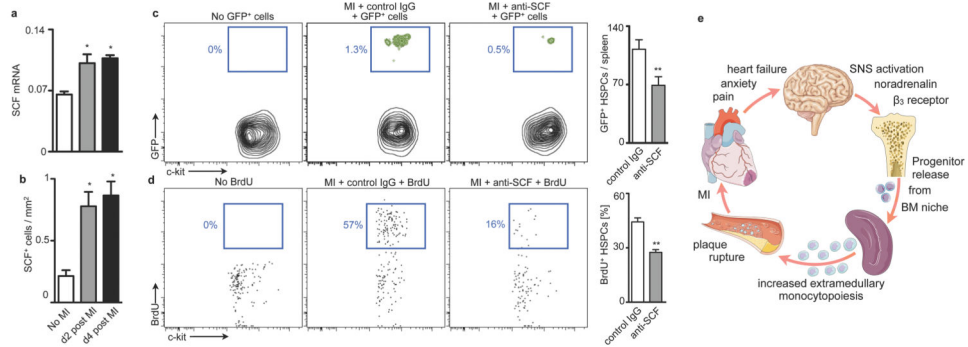 a
0.14
0.07
0
SCF mRNA
* *
b
1
0.5
0
SCF⁺ cells / mm²
* *
No MI
d2 post MI
d4 post MI
c
No GFP⁺ cells
MI + control IgG
+ GFP⁺ cells
MI + anti-SCF
+ GFP⁺ cells
0%
1.3%
0.5%
GFP
c-kit
140
70
0
GFP⁺ HSPCs / spleen
**
control IgG
anti-SCF
d
No BrdU
MI + control IgG + BrdU
MI + anti-SCF + BrdU
0%
57%
16%
BrdU
c-kit
60
30
0
BrdU⁺ HSPCs [%]
**
control IgG
anti-SCF
e
heart failure
anxiety
pain
SNS activation
noradrenalin
β₃ receptor
Progenitor
release
from
BM niche
MI
plaque
rupture
increased extramedullary
monocytopoiesis